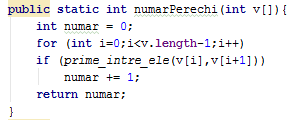 public static int numarPerechi(int v[]){
int numar = 0;
for (int i=0;i<v.length-1;i++)
if (prime_intre_ele(v[i],v[i+1]))
numar += 1;
return numar;
}